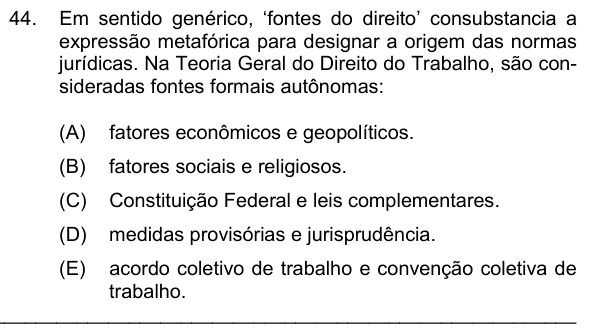 44. Em sentido genérico, ‘fontes do direito’ consubstancia a
expressão metafórica para designar a origem das normas
jurídicas. Na Teoria Geral do Direito do Trabalho, são con-
sideradas fontes formais autônomas:
(A) fatores econômicos e geopolíticos.
(B) fatores sociais e religiosos.
(C) Constituição Federal e leis complementares.
(D) medidas provisórias e jurisprudência.
(E) acordo coletivo de trabalho e convenção coletiva de
trabalho.